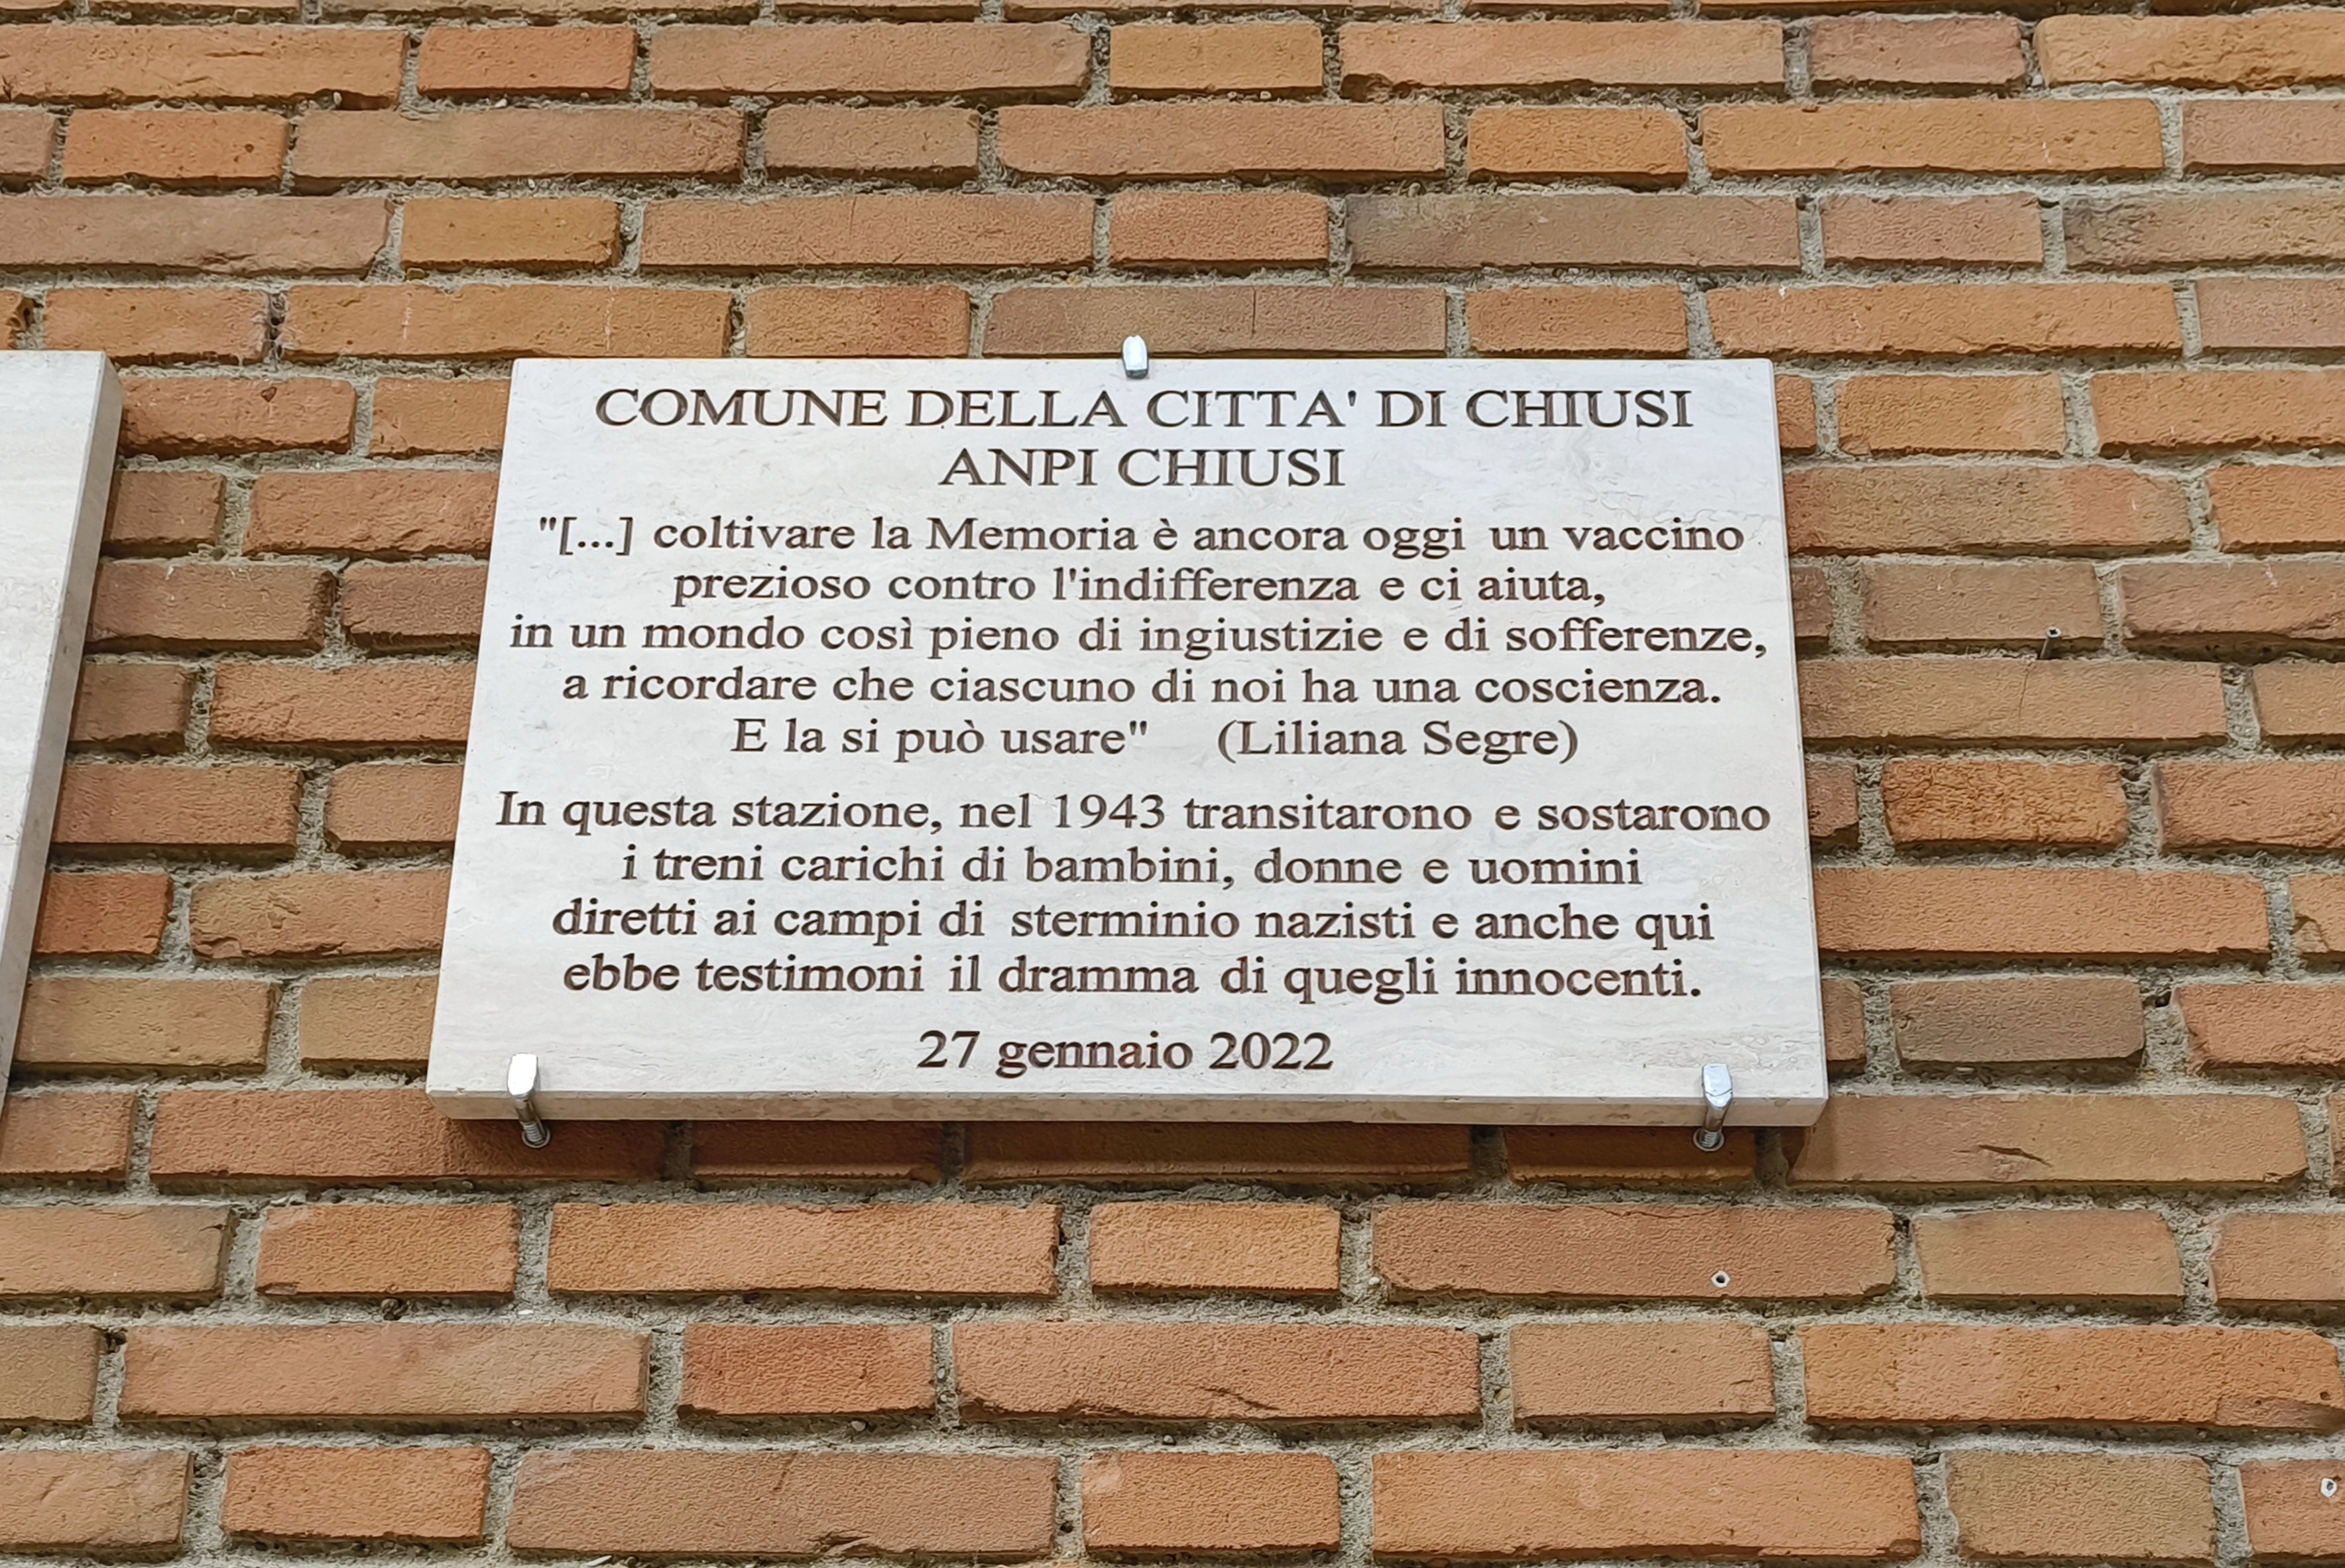 COMUNE DELLA CITTA' DI CHIUSI
ANPI CHIUSI
"[...] coltivare la Memoria è ancora oggi un vaccino
prezioso contro l'indifferenza e ci aiuta,
in un mondo così pieno di ingiustizie e di sofferenze,
a ricordare che ciascuno di noi ha una coscienza.
E la si può usare" (Liliana Segre)
In questa stazione, nel 1943 transitarono e sostarono
i treni carichi di bambini, donne e uomini
diretti ai campi di sterminio nazisti e anche qui
ebbe testimoni il dramma di quegli innocenti.
27 gennaio 2022